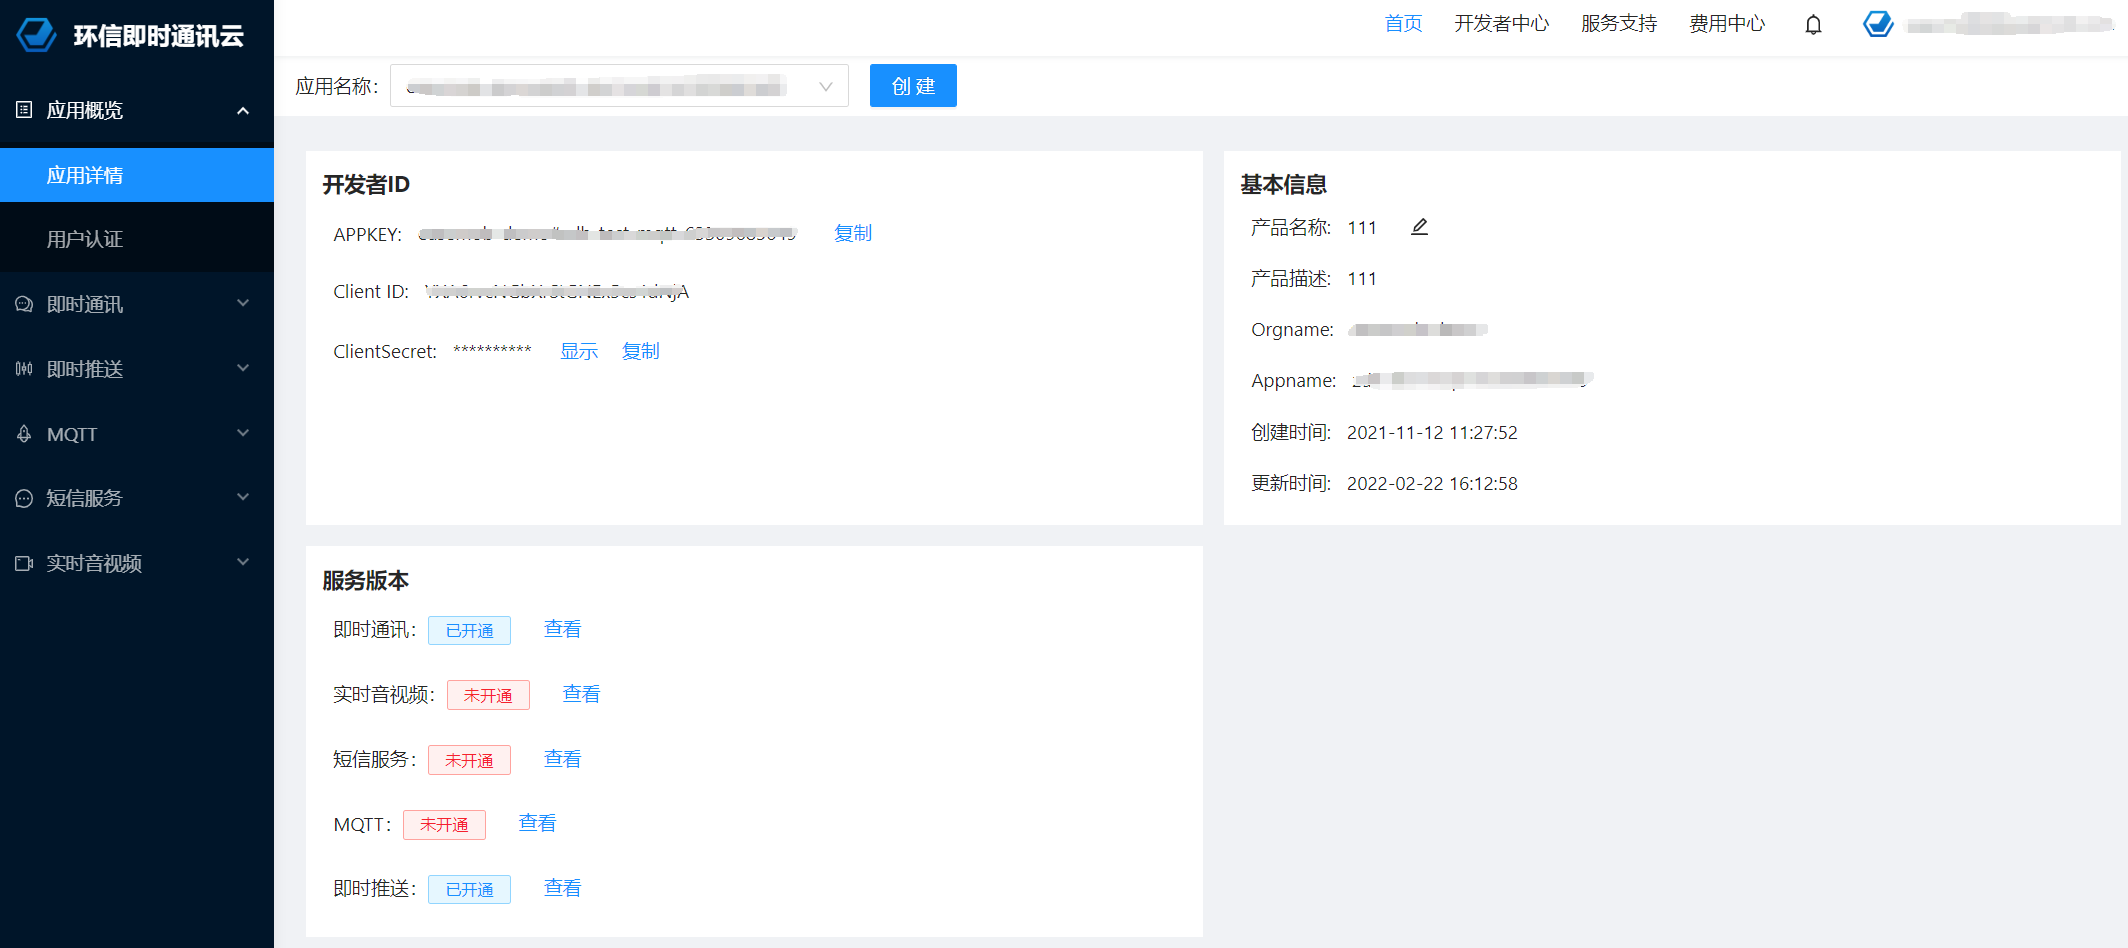 环信即时通讯云
首页 开发者中心 服务支持 费用中心
应用名称: 创 建
应用概览
应用详情
用户认证
即时通讯
即时推送
MQTT
短信服务
实时音视频
开发者ID
APPKEY: 复制
Client ID:
ClientSecret: ********** 显示 复制
基本信息
产品名称: 111
产品描述: 111
Orgname:
Appname:
创建时间: 2021-11-12 11:27:52
更新时间: 2022-02-22 16:12:58
服务版本
即时通讯: 已开通 查看
实时音视频: 未开通 查看
短信服务: 未开通 查看
MQTT: 未开通 查看
即时推送: 已开通 查看